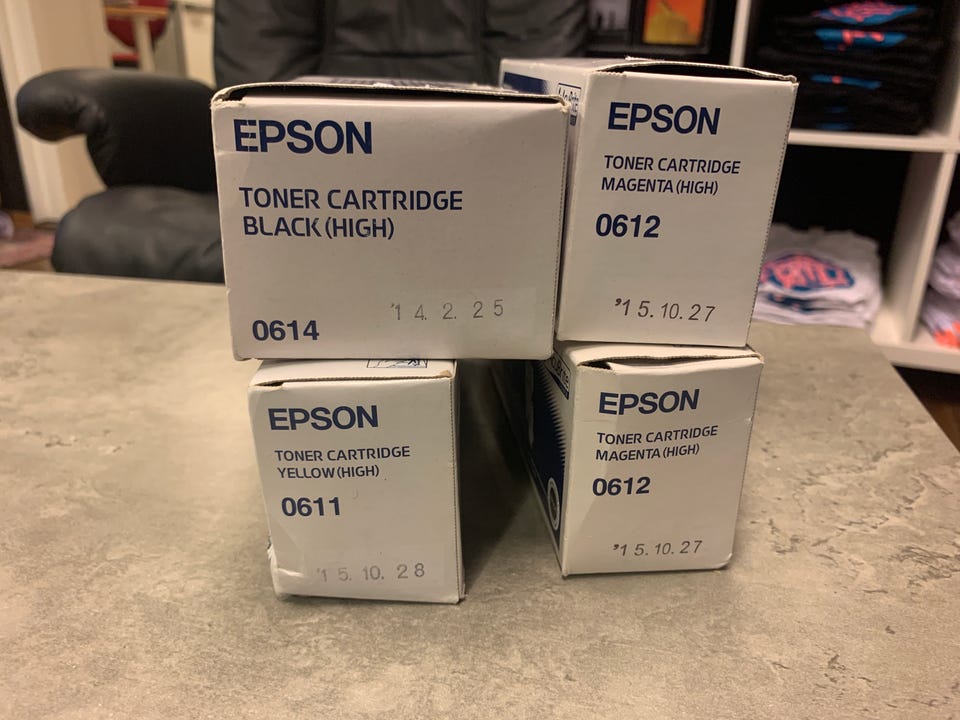 EPSON
TONER CARTRIDGE
BLACK (HIGH)
0614
'14. 2. 25
EPSON
TONER CARTRIDGE
MAGENTA (HIGH)
0612
'15.10.27
EPSON
TONER CARTRIDGE
YELLOW (HIGH)
0611
'15. 10. 28
EPSON
TONER CARTRIDGE
MAGENTA (HIGH)
0612
'15.10.27